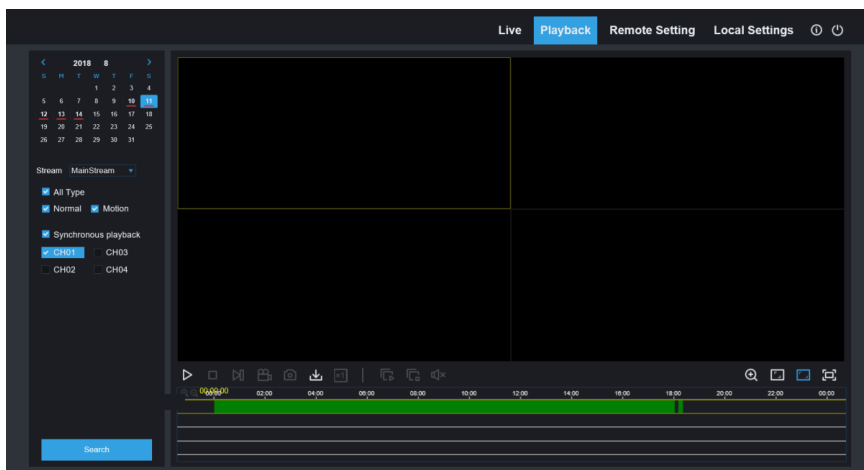 Live Playback Remote Setting Local Settings
2018 8
S M T W T F S
1 2 3 4
5 6 7 8 9 10 11
12 13 14 15 16 17 18
19 20 21 22 23 24 25
26 27 28 29 30 31
Stream MainStream
All Type
Normal Motion
Synchronous playback
CH01 CH03
CH02 CH04
x1
00:00:00
00:00 02:00 04:00 06:00 08:00 10:00 12:00 14:00 16:00 18:00 20:00 22:00 00:00
Search